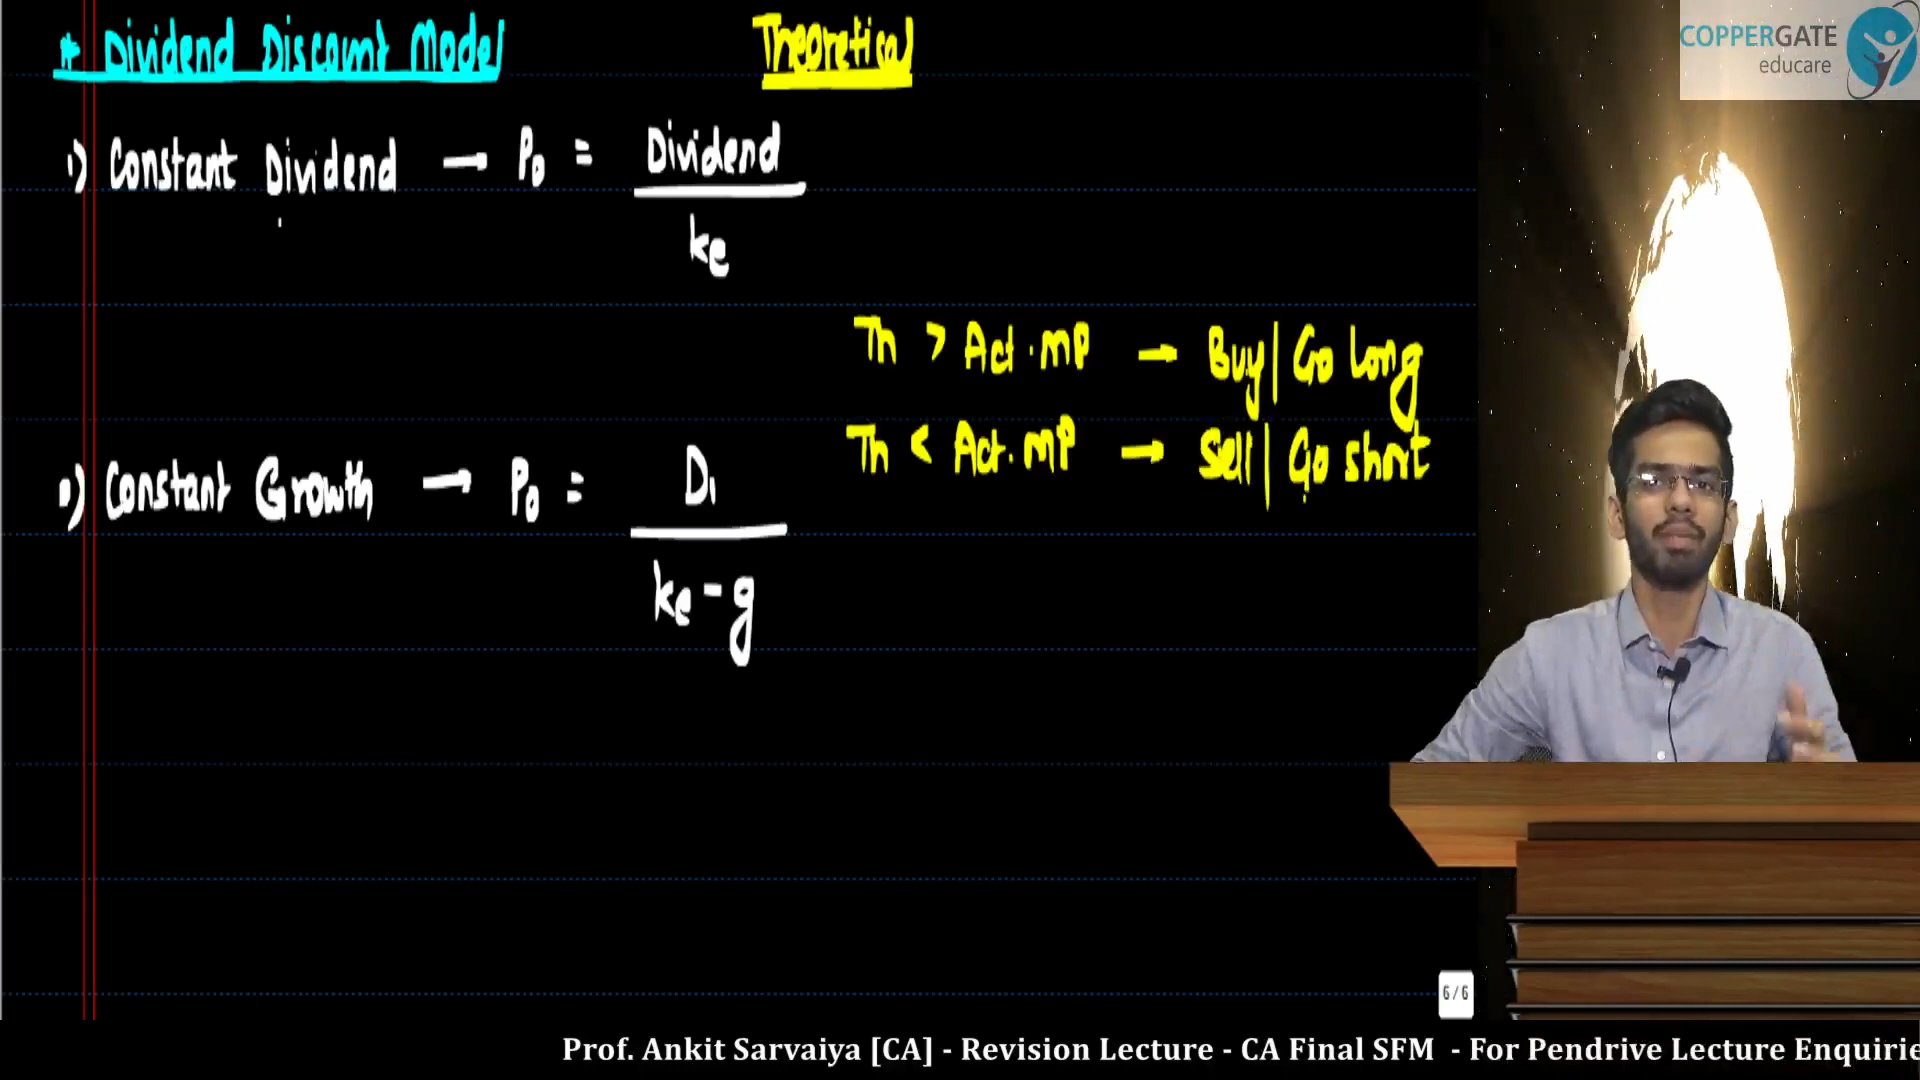 * Dividend Discount Model Theoretical
COPPERGATE
educare
1) Constant Dividend → P0 = Dividend
ke
Th > Act. MP → Buy | Go long
Th < Act. MP → Sell | Go short
Constant Growth → P0 = D1
ke - g
6/6
Prof. Ankit Sarvaiya [CA] - Revision Lecture - CA Final SFM - For Pendrive Lecture Enquirie